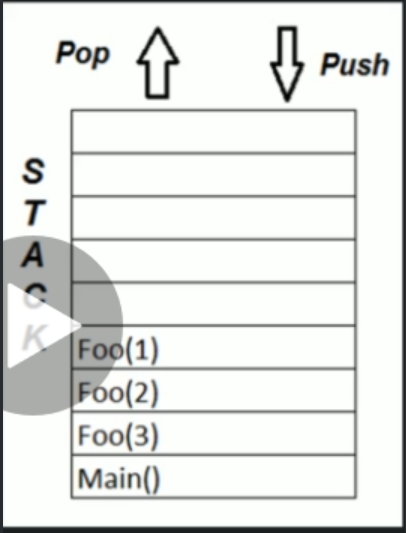 Pop
Push
S
T
A
C
K
Foo(1)
Foo(2)
Foo(3)
Main()